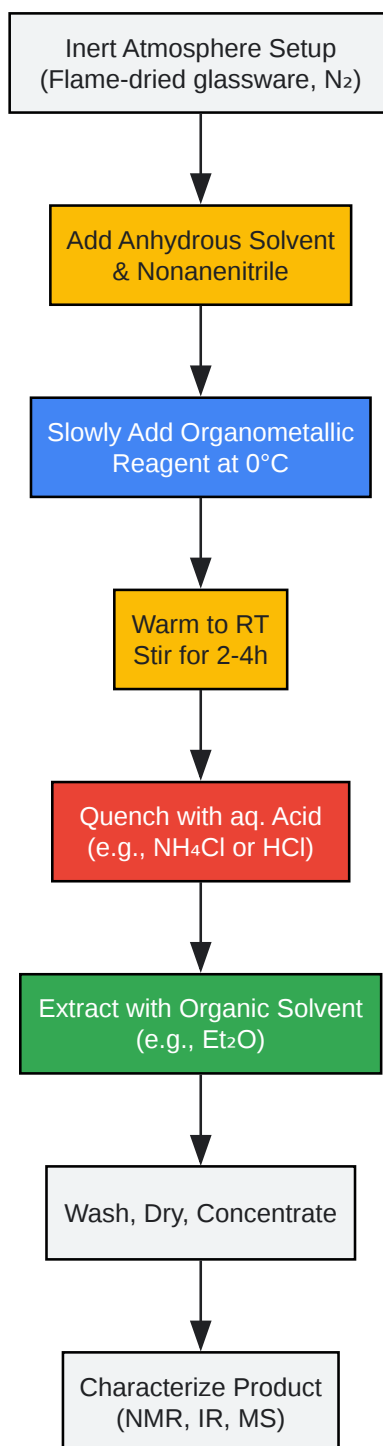 Inert Atmosphere Setup
(Flame-dried glassware, N₂)
Add Anhydrous Solvent
& Nonanenitrile
Slowly Add Organometallic
Reagent at 0°C
Warm to RT
Stir for 2-4h
Quench with aq. Acid
(e.g., NH₄Cl or HCl)
Extract with Organic Solvent
(e.g., Et₂O)
Wash, Dry, Concentrate
Characterize Product
(NMR, IR, MS)